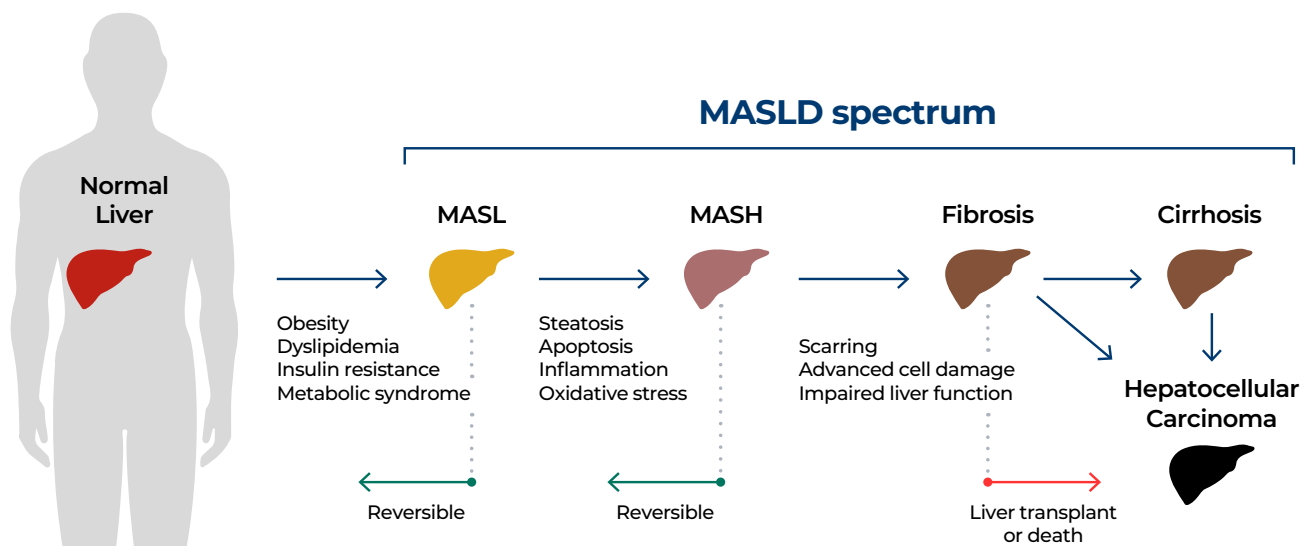 MASLD spectrum
Normal
Liver
MASL
MASH
Fibrosis
Cirrhosis
Obesity
Dyslipidemia
Insulin resistance
Metabolic syndrome
Steatosis
Apoptosis
Inflammation
Oxidative stress
Scarring
Advanced cell damage
Impaired liver function
Hepatocellular
Carcinoma
Reversible
Reversible
Liver transplant
or death